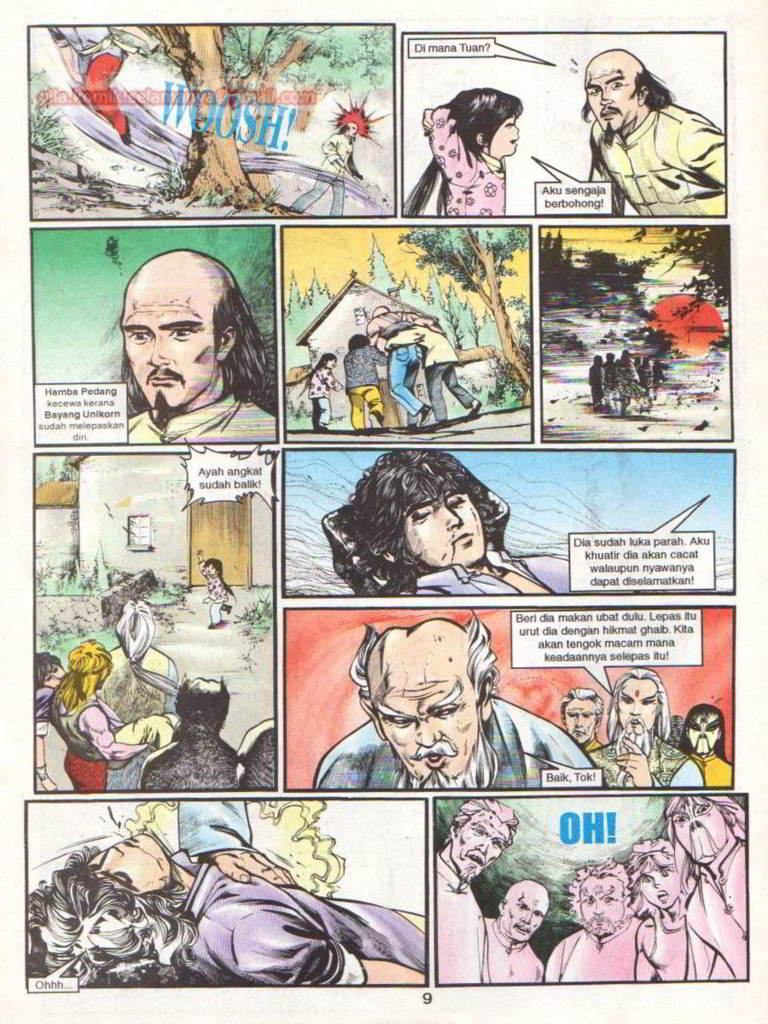 WOOSH!
Di mana Tuan?
Aku sengaja
berbohong!
Hamba Pedang
kecewa kerana
Bayang Unikorn
sudah melepaskan
diri.
Ayah angkat
sudah balik!
Dia sudah luka parah. Aku
khuatir dia akan cacat
walaupun nyawanya
dapat diselamatkan!
Beri dia makan ubat dulu. Lepas itu
urut dia dengan hikmat ghaib. Kita
akan tengok macam mana
keadaannya selepas itu!
Baik, Tok!
Ohhh...
OH!
9